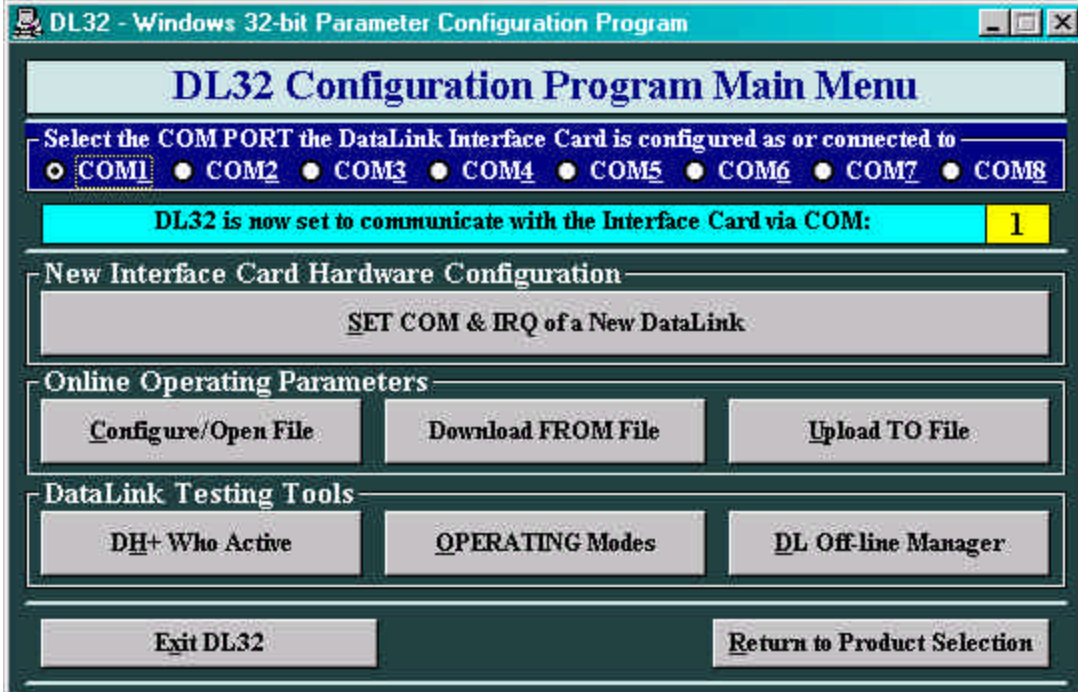 DL32 - Windows 32-bit Parameter Configuration Program
DL32 Configuration Program Main Menu
Select the COM PORT the DataLink Interface Card is configured as or connected to
COM1 COM2 COM3 COM4 COM5 COM6 COM7 COM8
DL32 is now set to communicate with the Interface Card via COM: 1
New Interface Card Hardware Configuration
SET COM & IRQ of a New DataLink
Online Operating Parameters
Configure/Open File Download FROM File Upload TO File
DataLink Testing Tools
DH+ Who Active OPERATING Modes DL Off-line Manager
Exit DL32 Return to Product Selection